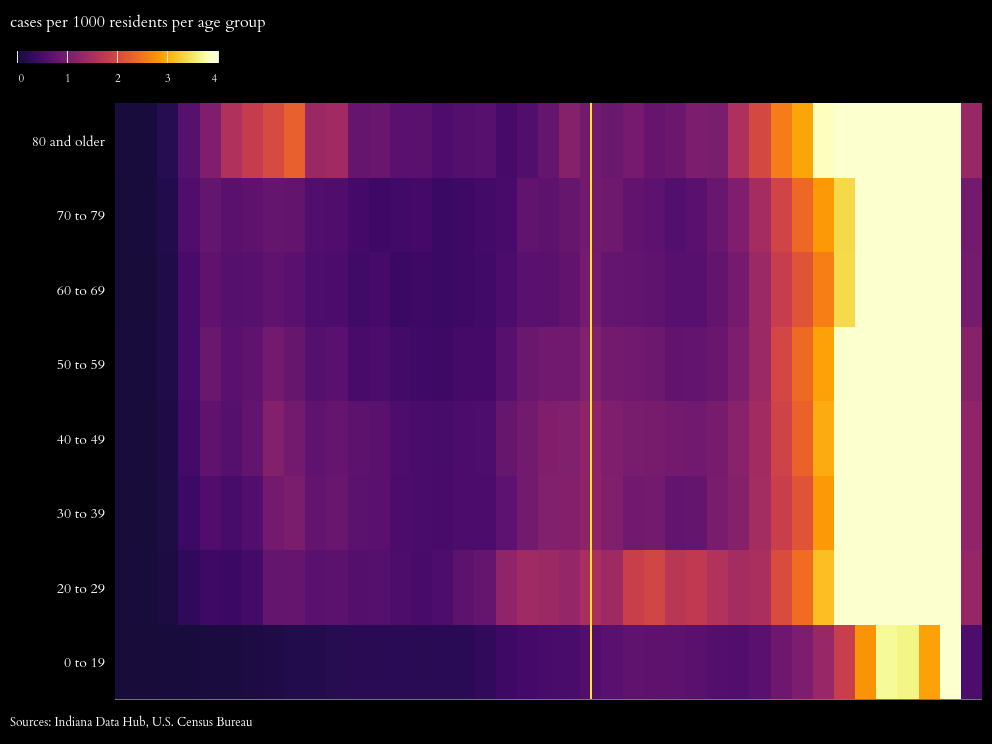 cases per 1000 residents per age group
0 1 2 3 4
80 and older
70 to 79
60 to 69
50 to 59
40 to 49
30 to 39
20 to 29
0 to 19
Sources: Indiana Data Hub, U.S. Census Bureau